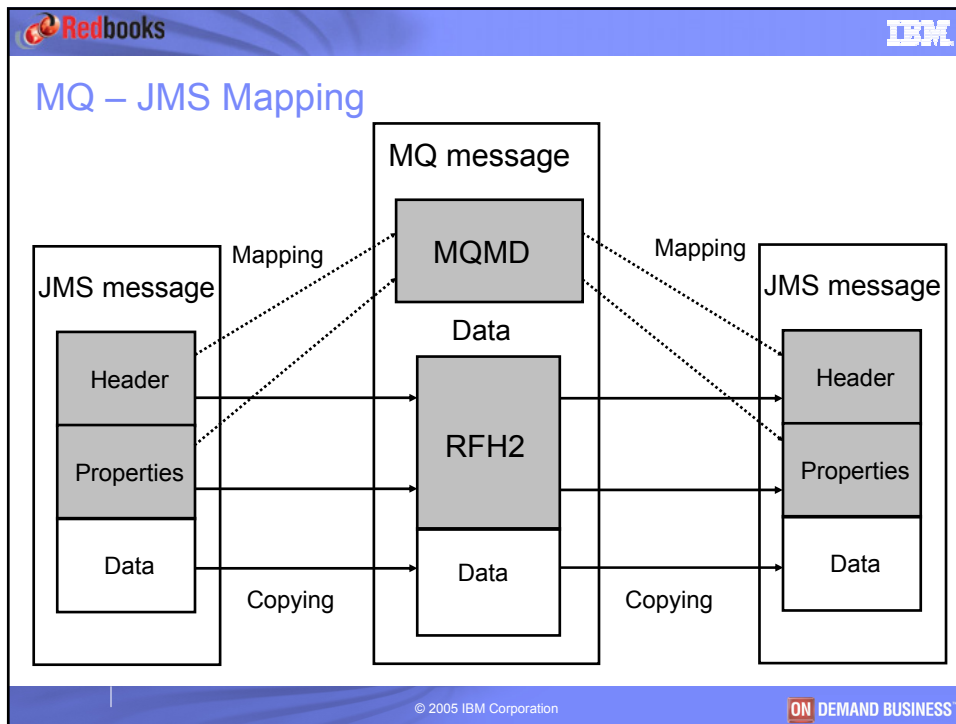 Redbooks
IBM
MQ – JMS Mapping
MQ message
MQMD
Mapping
Mapping
JMS message
JMS message
Data
Header
Header
RFH2
Properties
Properties
Data
Data
Data
Copying
Copying
© 2005 IBM Corporation
ON DEMAND BUSINESS™